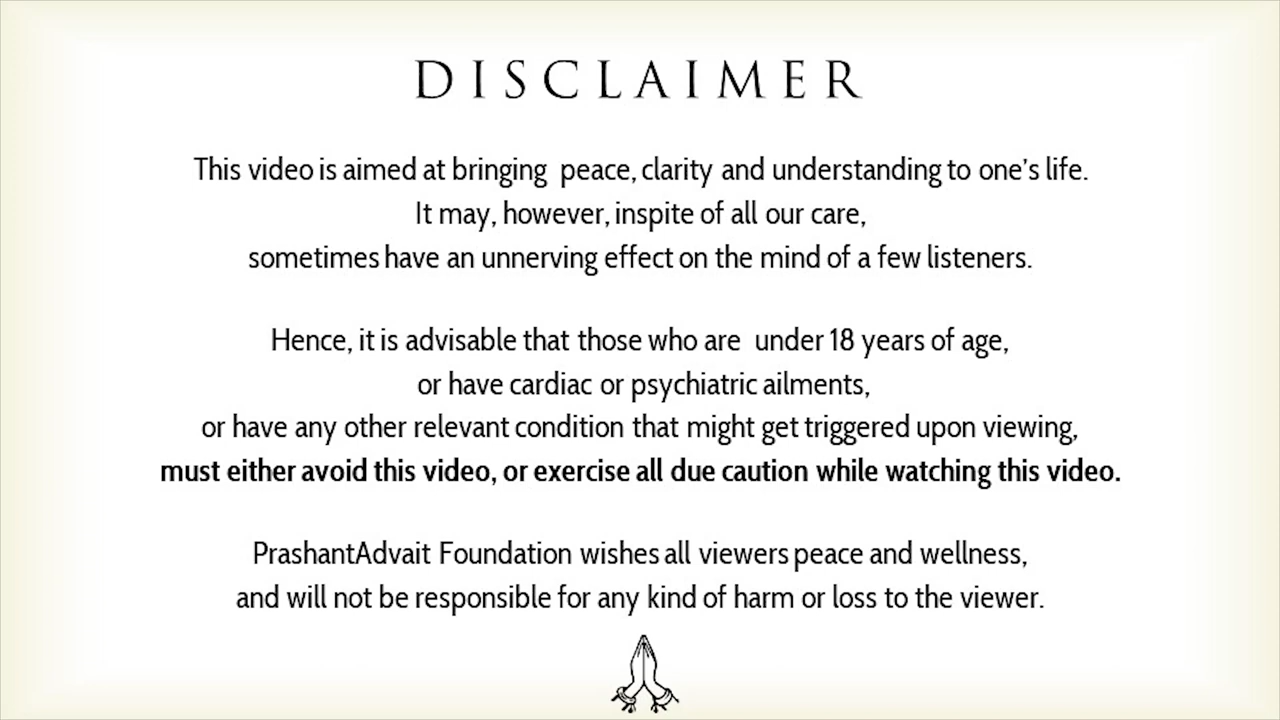 DISCLAIMER
This video is aimed at bringing peace, clarity and understanding to one's life.
It may, however, inspite of all our care,
sometimes have an unnerving effect on the mind of a few listeners.
Hence, it is advisable that those who are under 18 years of age,
or have cardiac or psychiatric ailments,
or have any other relevant condition that might get triggered upon viewing,
must either avoid this video, or exercise all due caution while watching this video.
PrashantAdvait Foundation wishes all viewers peace and wellness,
and will not be responsible for any kind of harm or loss to the viewer.